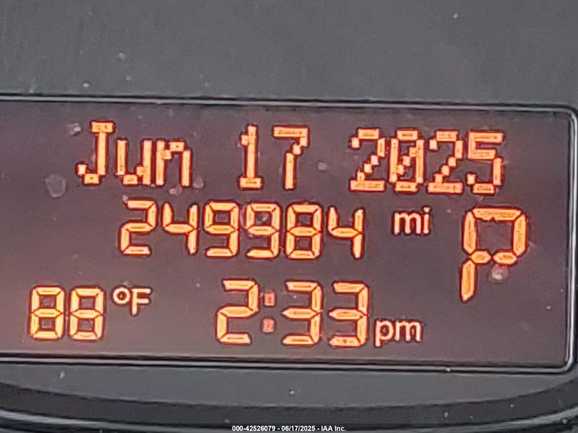 Jun 17 2025
249984 mi P
88°F 2:33 pm
000-42526079 - 06/17/2025 - IAA Inc.